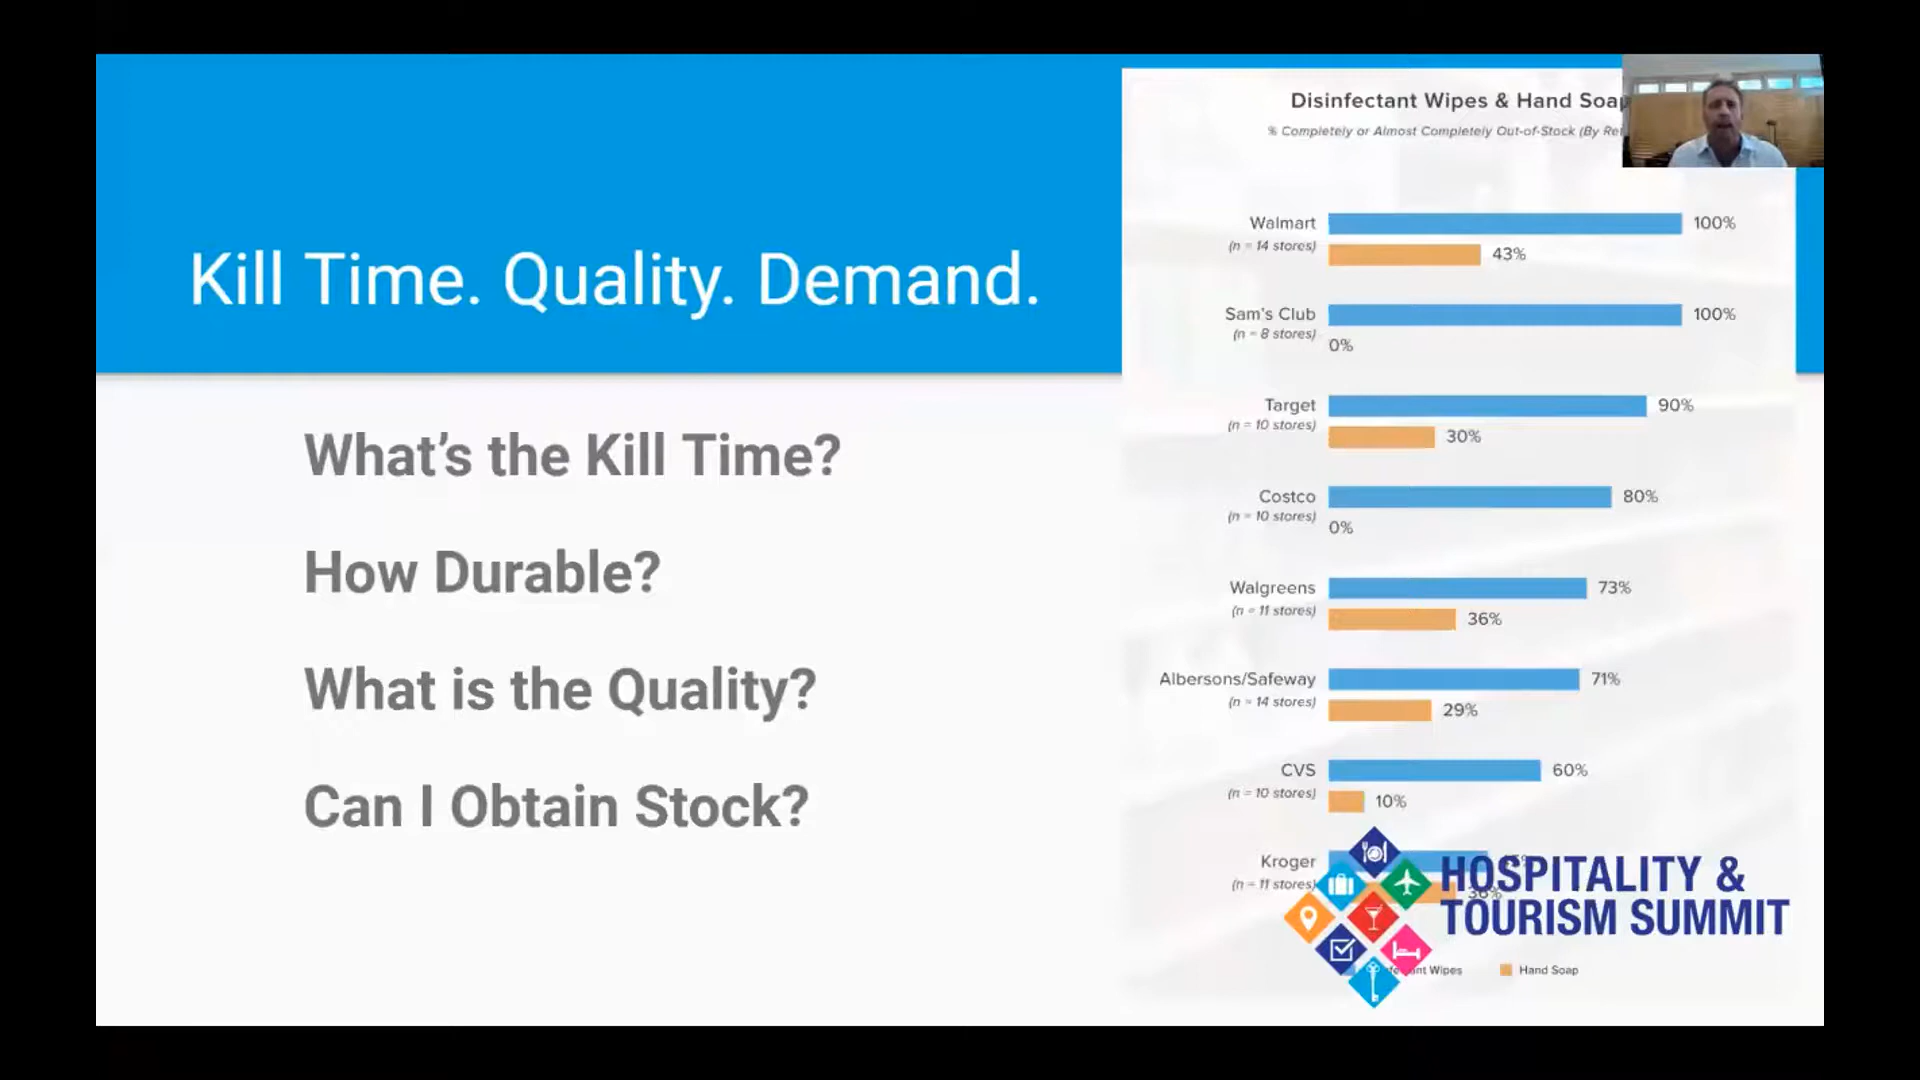 Kill Time. Quality. Demand.
What's the Kill Time?
How Durable?
What is the Quality?
Can I Obtain Stock?
Disinfectant Wipes & Hand Soap
% Completely or Almost Completely Out-of-Stock (By
Walmart 100%
(n = 14 stores) 43%
Sam's Club 100%
(n = 8 stores) 0%
Target 90%
(n = 10 stores) 30%
Costco 80%
(n = 10 stores) 0%
Walgreens 73%
(n = 11 stores) 36%
Albersons/Safeway 71%
(n = 14 stores) 29%
CVS 60%
(n = 10 stores) 10%
Kroger
(n = 11 stores) 36%
HOSPITALITY &
TOURISM SUMMIT
Wipes Hand Soap